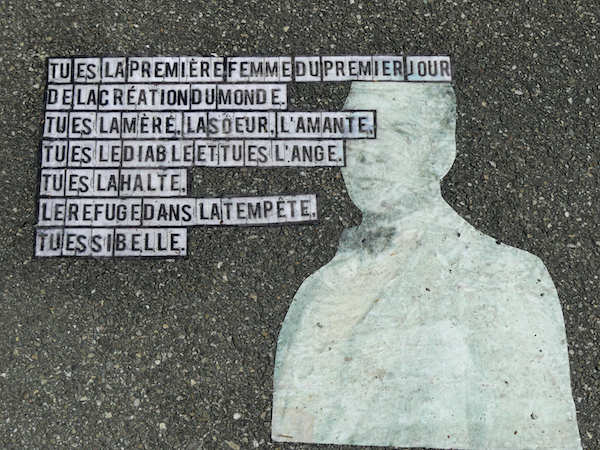 TU ES LA PREMIÈRE FEMME DU PREMIER JOUR
DE LA CRÉATION DU MONDE.
TU ES LA MÈRE, LA SOEUR, L'AMANTE,
TU ES LE DIABLE ET TU ES L'ANGE.
TU ES LA HALTE,
LE REFUGE DANS LA TEMPÊTE,
TU ES SI BELLE.